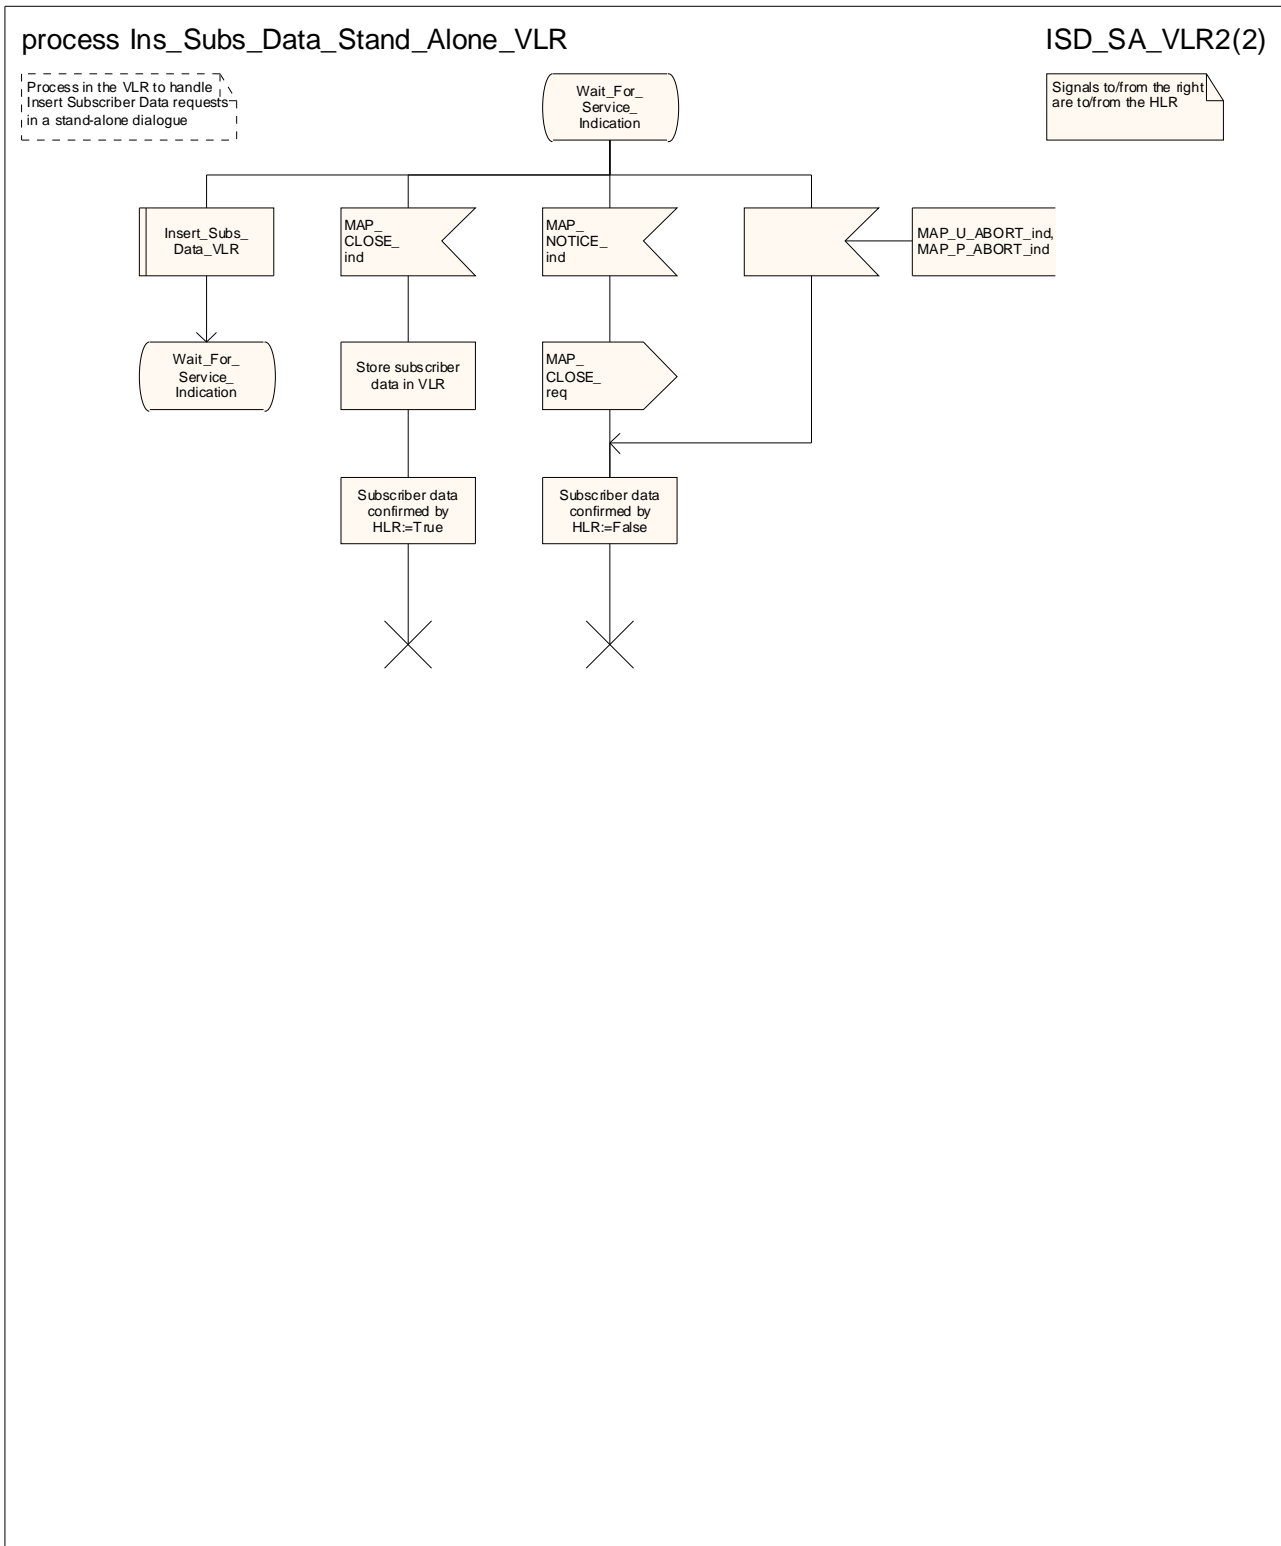 process Ins_Subs_Data_Stand_Alone_VLR
ISD_SA_VLR2(2)
Process in the VLR to handle
Insert Subscriber Data requests
in a stand-alone dialogue
Wait_For_
Service_
Indication
Signals to/from the right
are to/from the HLR
Insert_Subs_
Data_VLR
MAP_
CLOSE_
ind
MAP_
NOTICE_
ind
MAP_U_ABORT_ind,
MAP_P_ABORT_ind
Wait_For_
Service_
Indication
Store subscriber
data in VLR
MAP_
CLOSE_
req
Subscriber data
confirmed by
HLR:=True
Subscriber data
confirmed by
HLR:=False